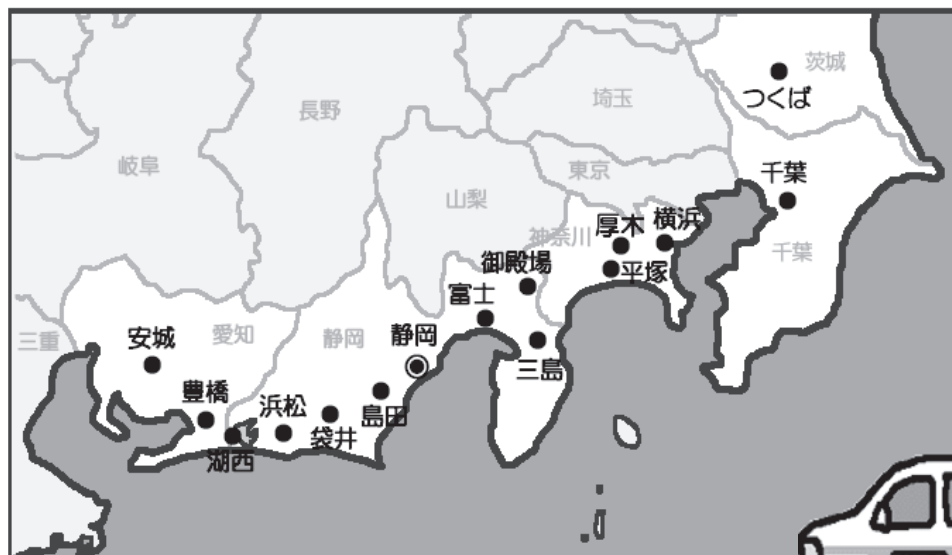 茨城
つくば
長野
埼玉
岐阜
東京
千葉
山梨
神奈川
厚木
横浜
千葉
御殿場
平塚
富士
三重
安城
愛知
静岡
静岡
三島
豊橋
浜松
島田
袋井
湖西